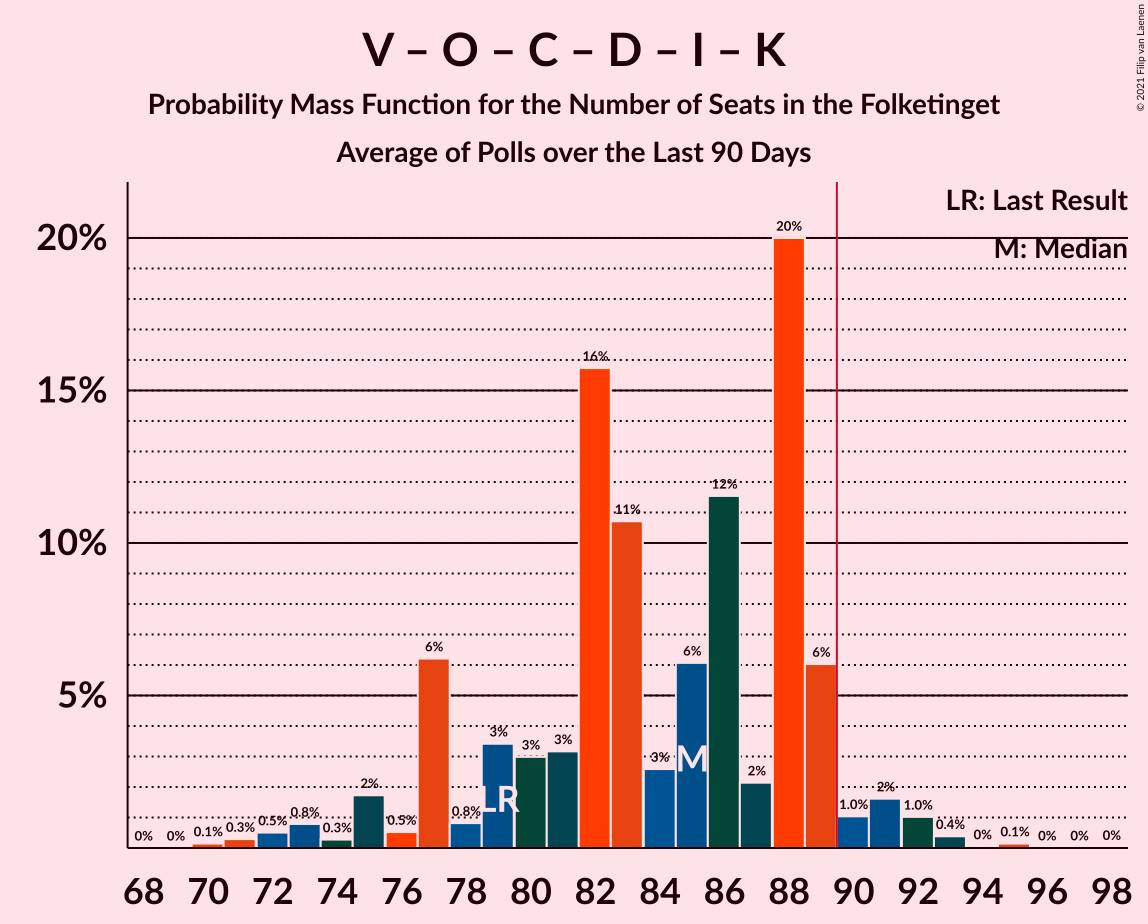 V – O – C – D – I – K
Probability Mass Function for the Number of Seats in the Folketinget
Average of Polls over the Last 90 Days
© 2021 Filip van Laenen
LR: Last Result
M: Median
20%
15%
10%
5%
0% 0% 0.1% 0.3% 0.5% 0.8% 0.3% 2% 0.5% 6% 0.8% 3% 3% 3% 16% 11% 3% 6% 12% 2% 20% 6% 1.0% 2% 1.0% 0.4% 0% 0.1% 0% 0% 0%
LR
M
68 70 72 74 76 78 80 82 84 86 88 90 92 94 96 98